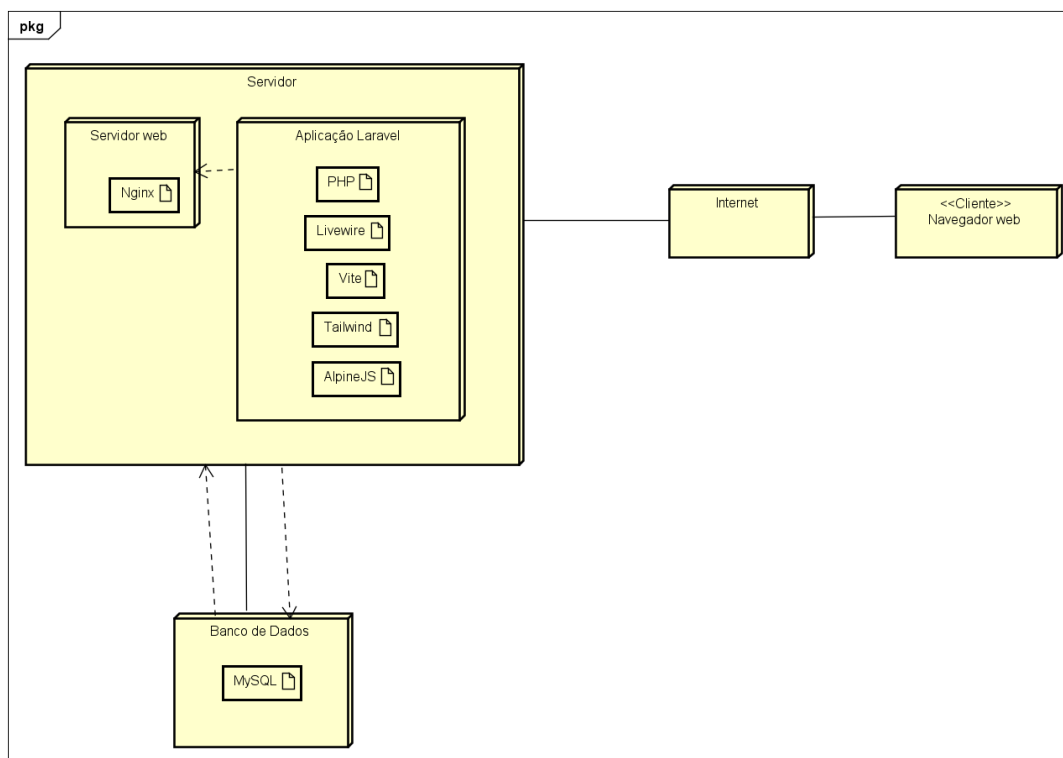 pkg
Servidor
Servidor web
Nginx
Aplicação Laravel
PHP
Livewire
Vite
Tailwind
AlpineJS
Internet
<<Cliente>>
Navegador web
Banco de Dados
MySQL